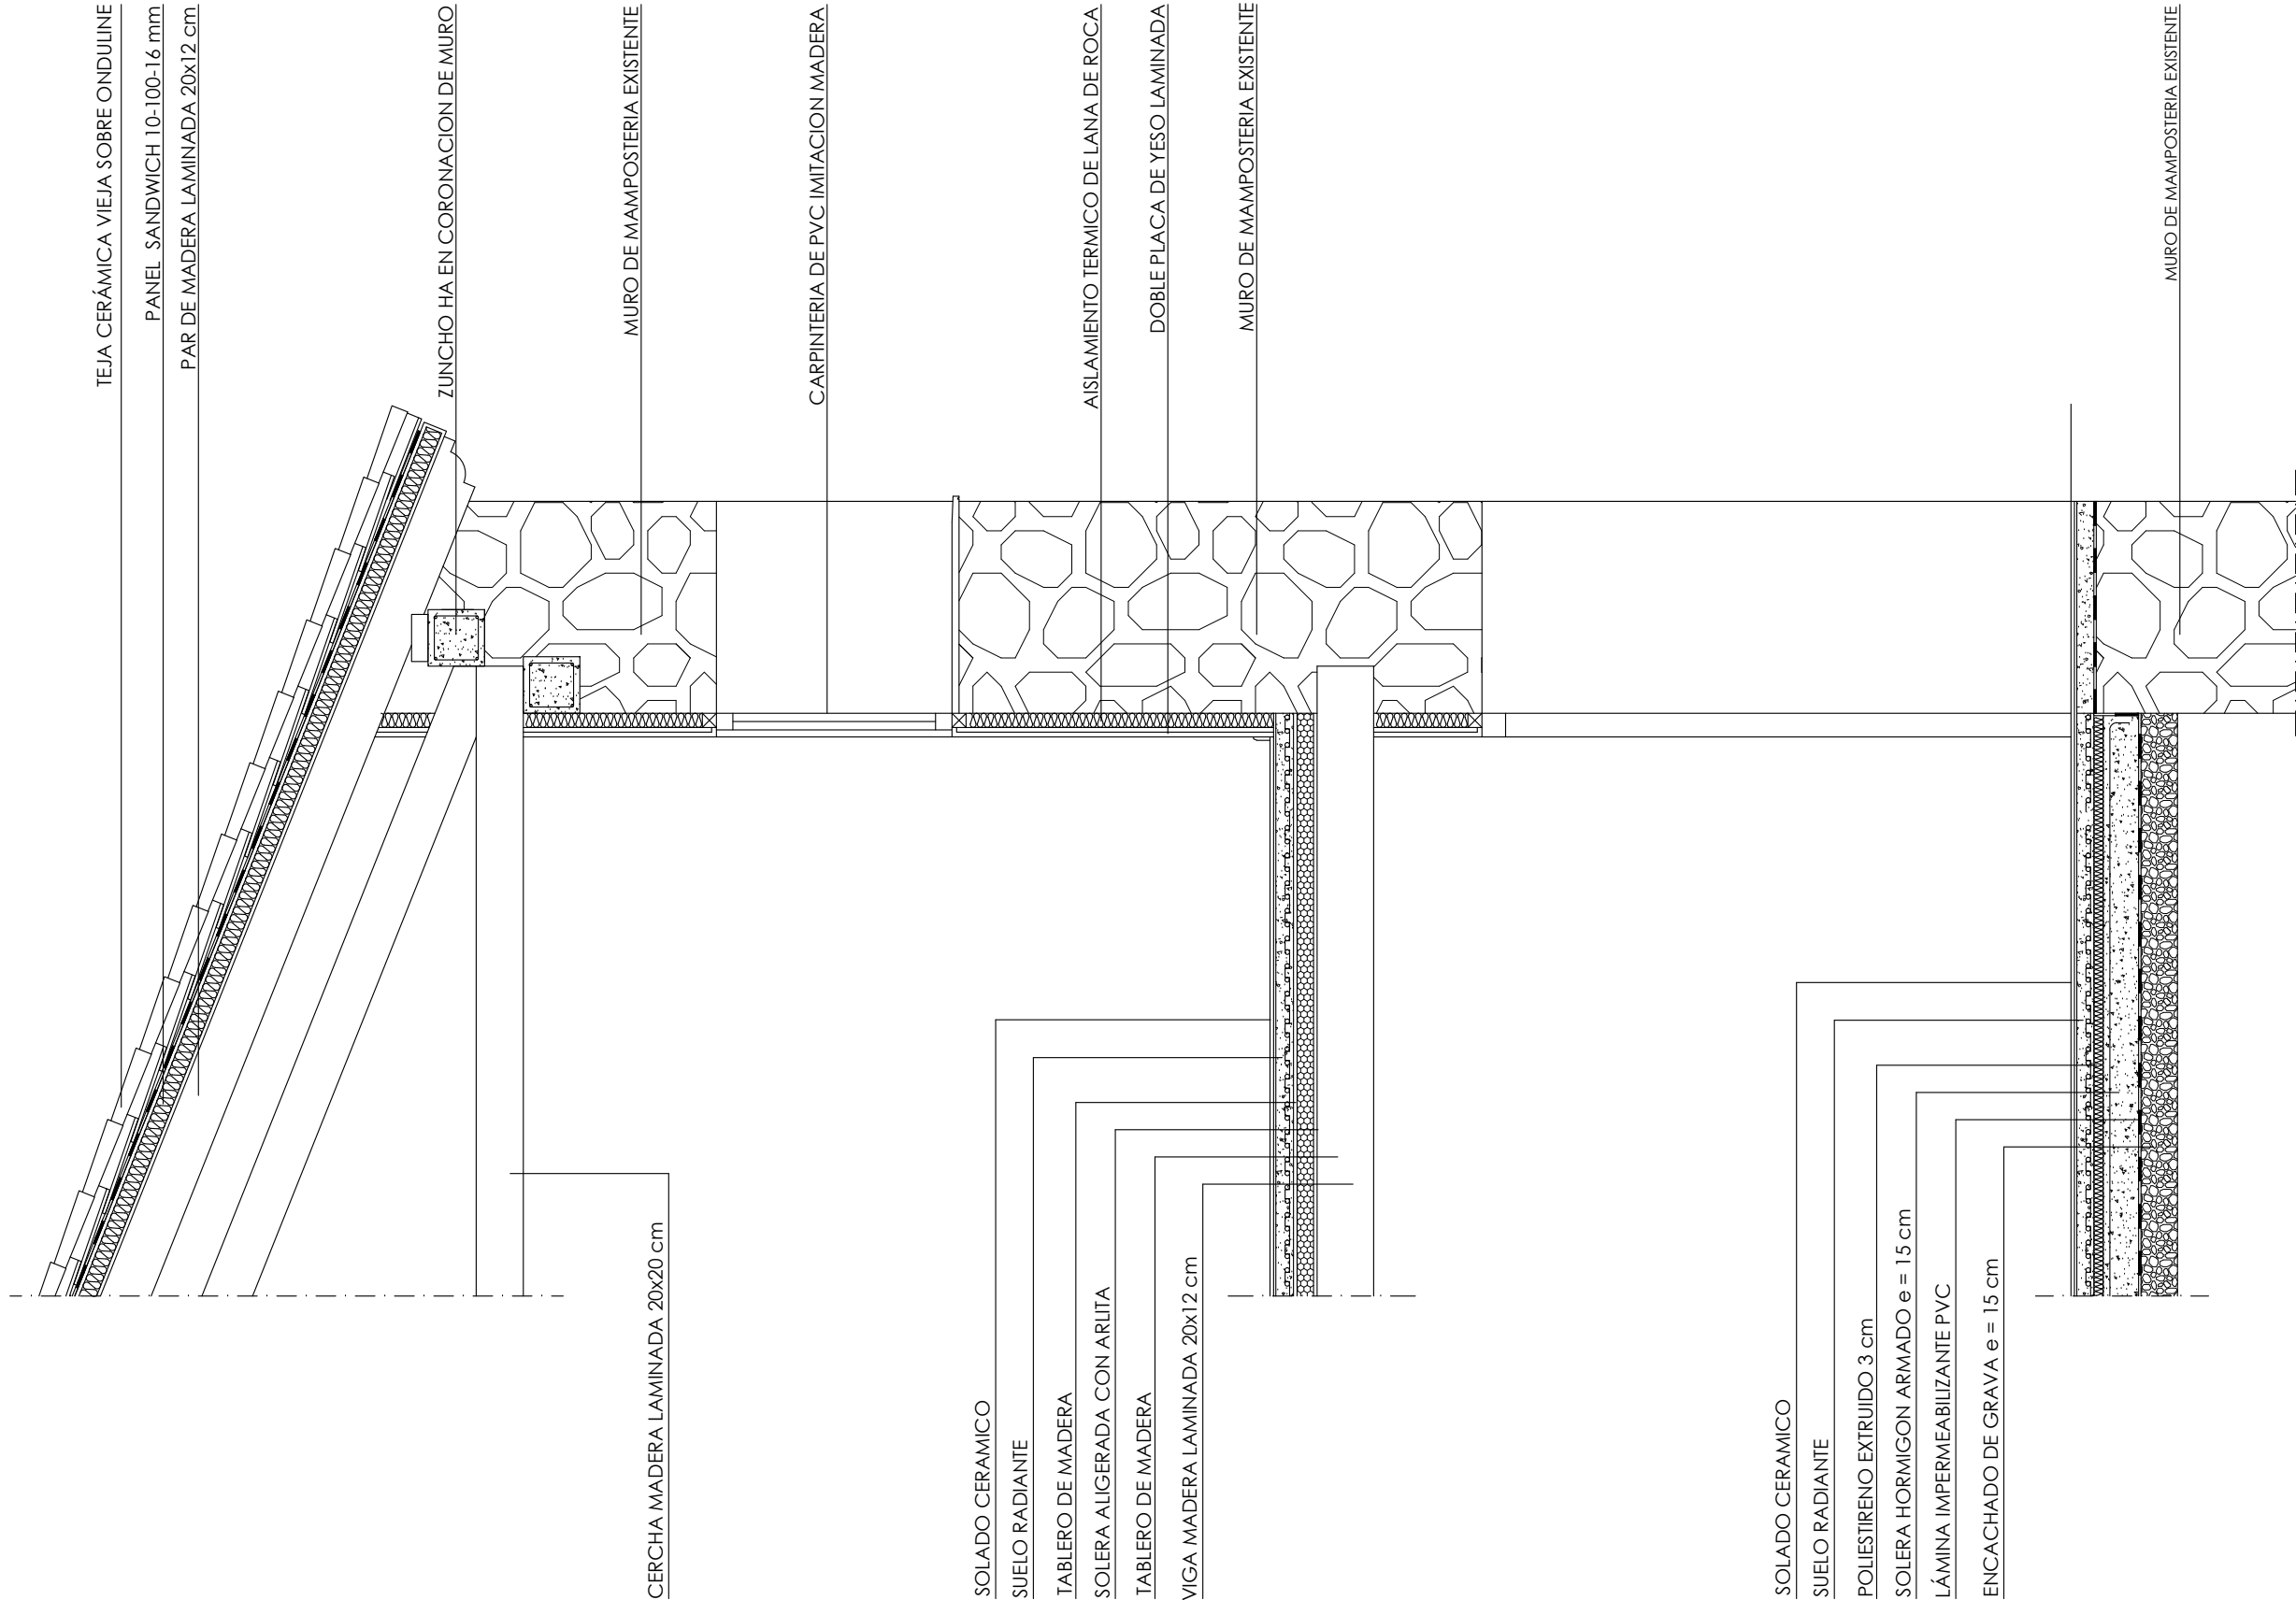 TEJA CERÁMICA VIEJA SOBRE ONDULINE
PANEL SANDWICH 10-100-16 mm
PAR DE MADERA LAMINADA 20x12 cm
ZUNCHO HA EN CORONACION DE MURO
MURO DE MAMPOSTERIA EXISTENTE
CARPINTERIA DE PVC IMITACION MADERA
AISLAMIENTO TERMICO DE LANA DE ROCA
DOBLE PLACA DE YESO LAMINADA
MURO DE MAMPOSTERIA EXISTENTE
MURO DE MAMPOSTERIA EXISTENTE
CERCHA MADERA LAMINADA 20x20 cm
SOLADO CERAMICO
SUELO RADIANTE
TABLERO DE MADERA
SOLERA ALIGERADA CON ARLITA
TABLERO DE MADERA
VIGA MADERA LAMINADA 20x12 cm
SOLADO CERAMICO
SUELO RADIANTE
POLIESTIRENO EXTRUIDO 3 cm
SOLERA HORMIGON ARMADO e = 15 cm
LÁMINA IMPERMEABILIZANTE PVC
ENCACHADO DE GRAVA e = 15 cm